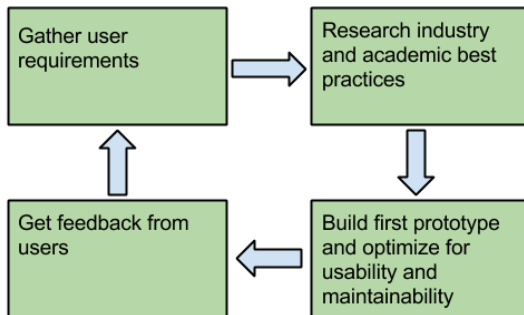 Gather user
requirements
Research industry
and academic best
practices
Build first prototype
and optimize for
usability and
maintainability
Get feedback from
users